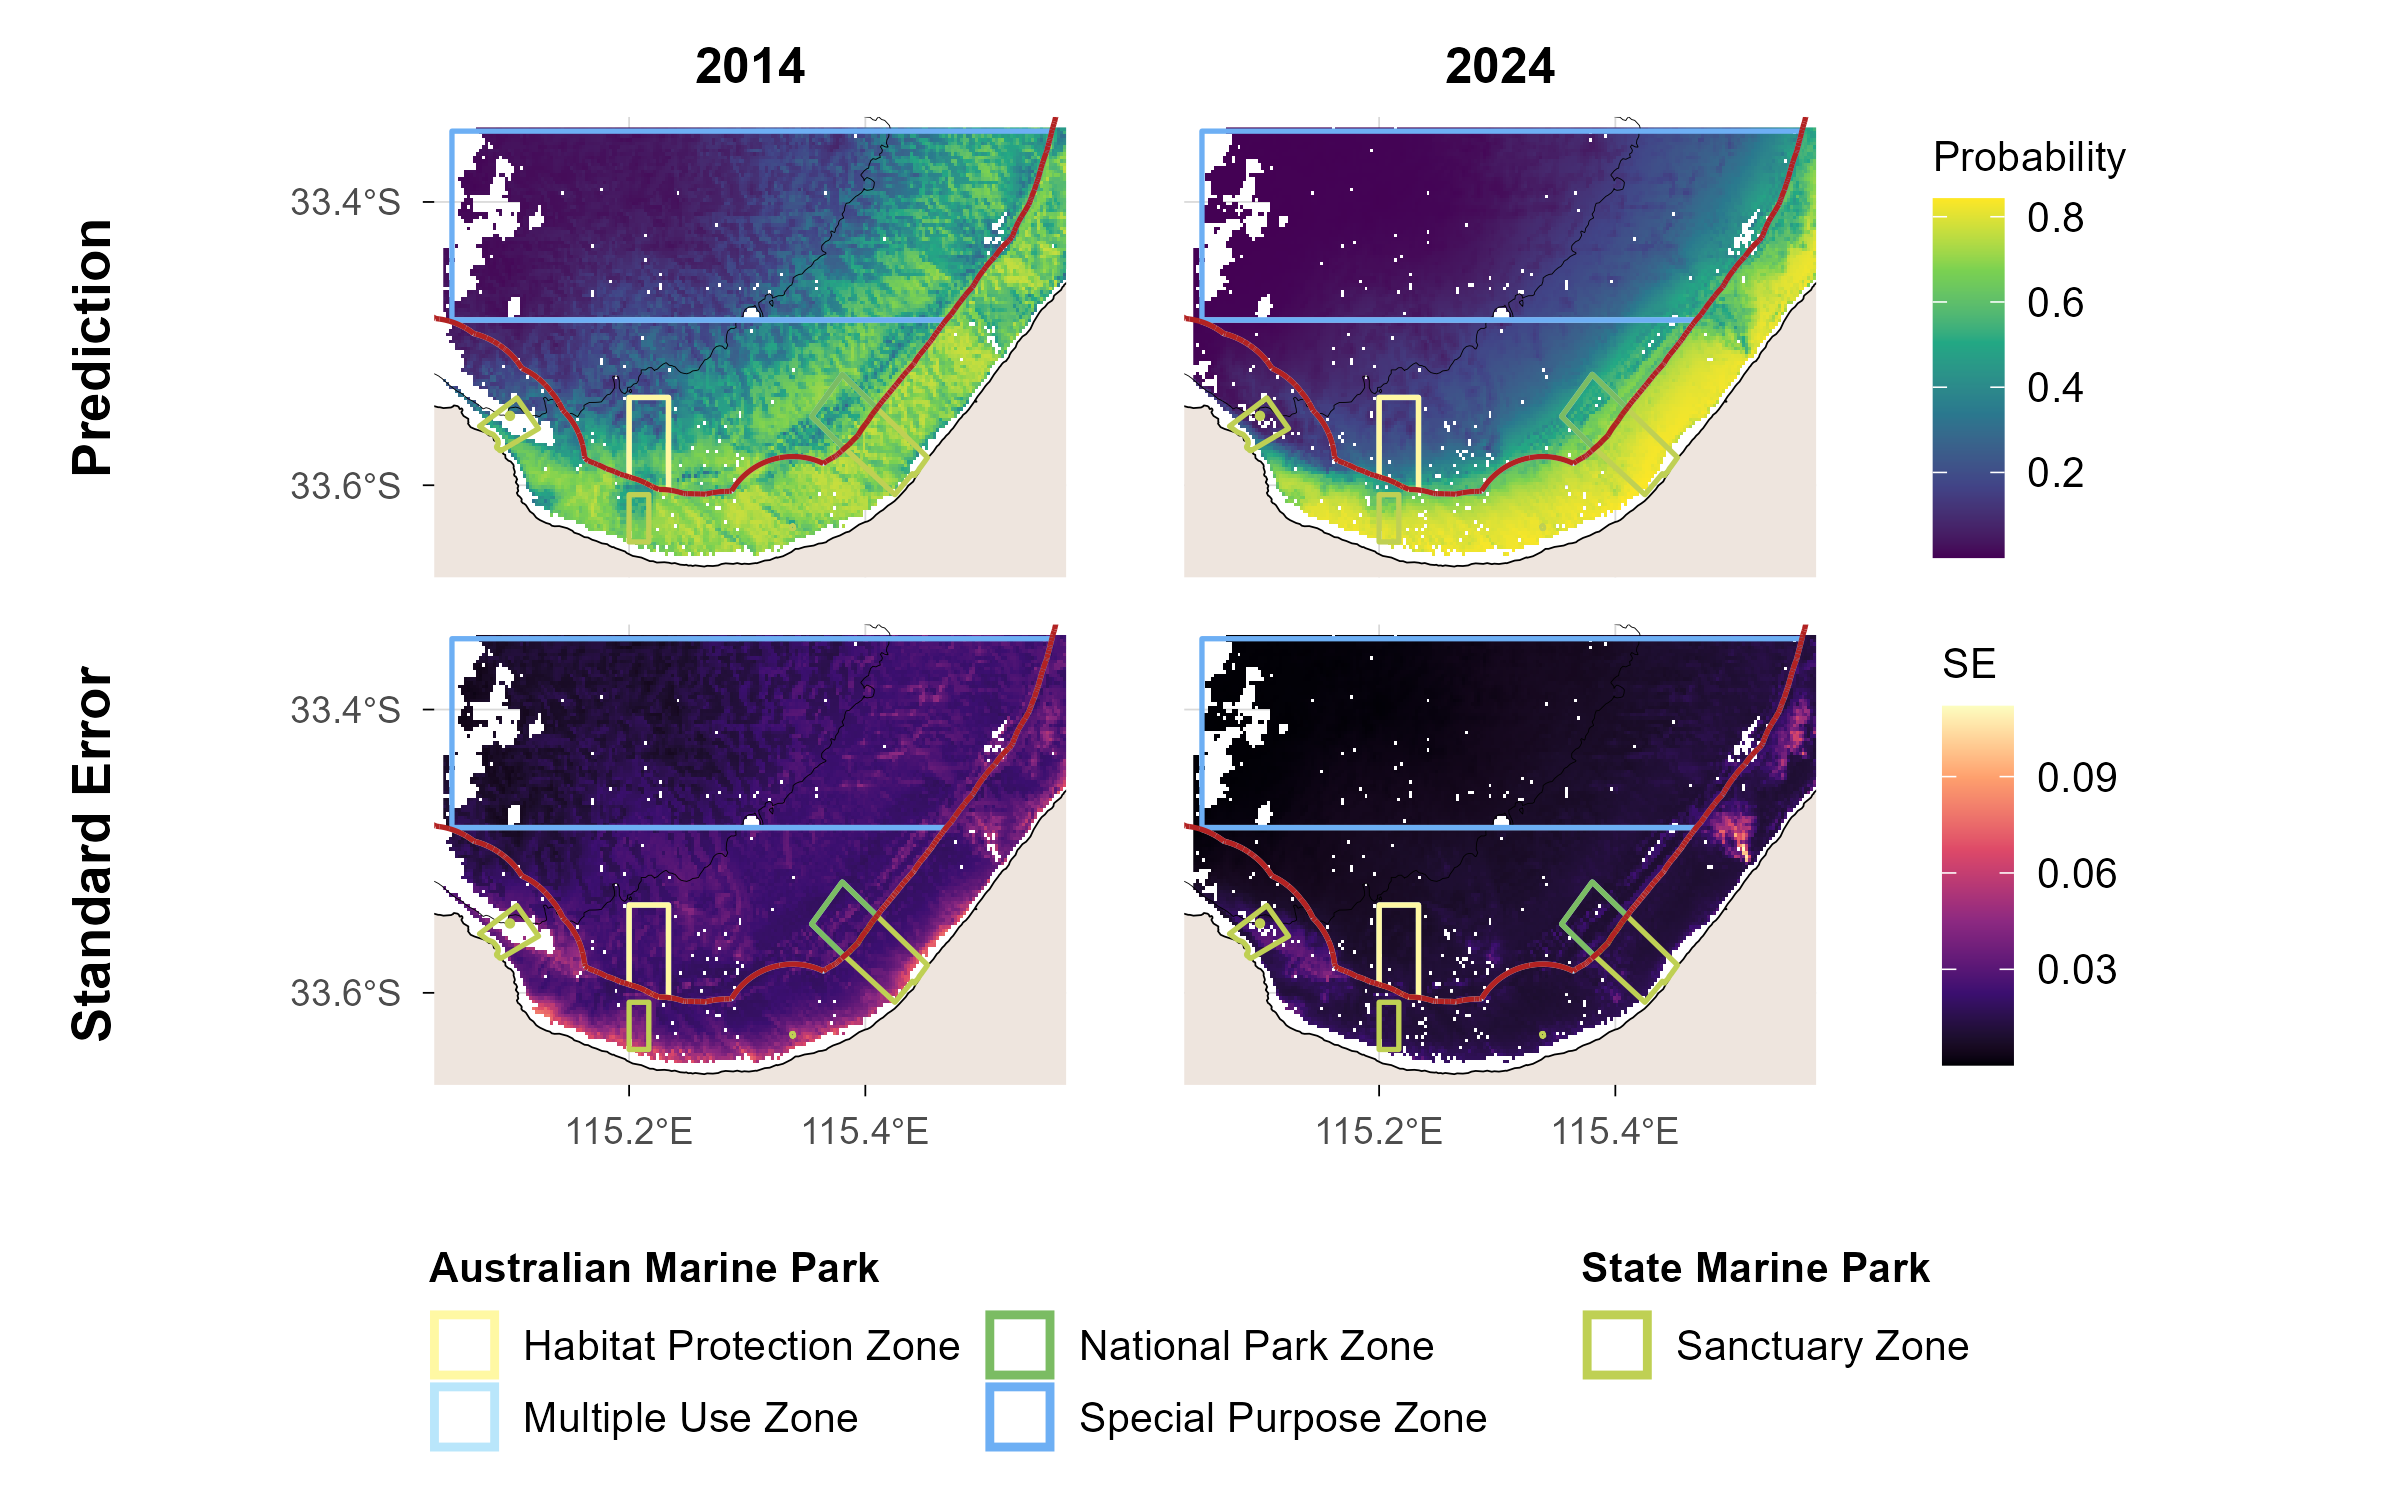 2014
2024
Prediction
33.4°S
33.6°S
Probability
0.8
0.6
0.4
0.2
Standard Error
33.4°S
33.6°S
115.2°E
115.4°E
115.2°E
115.4°E
SE
0.09
0.06
0.03
Australian Marine Park
Habitat Protection Zone
National Park Zone
Multiple Use Zone
Special Purpose Zone
State Marine Park
Sanctuary Zone